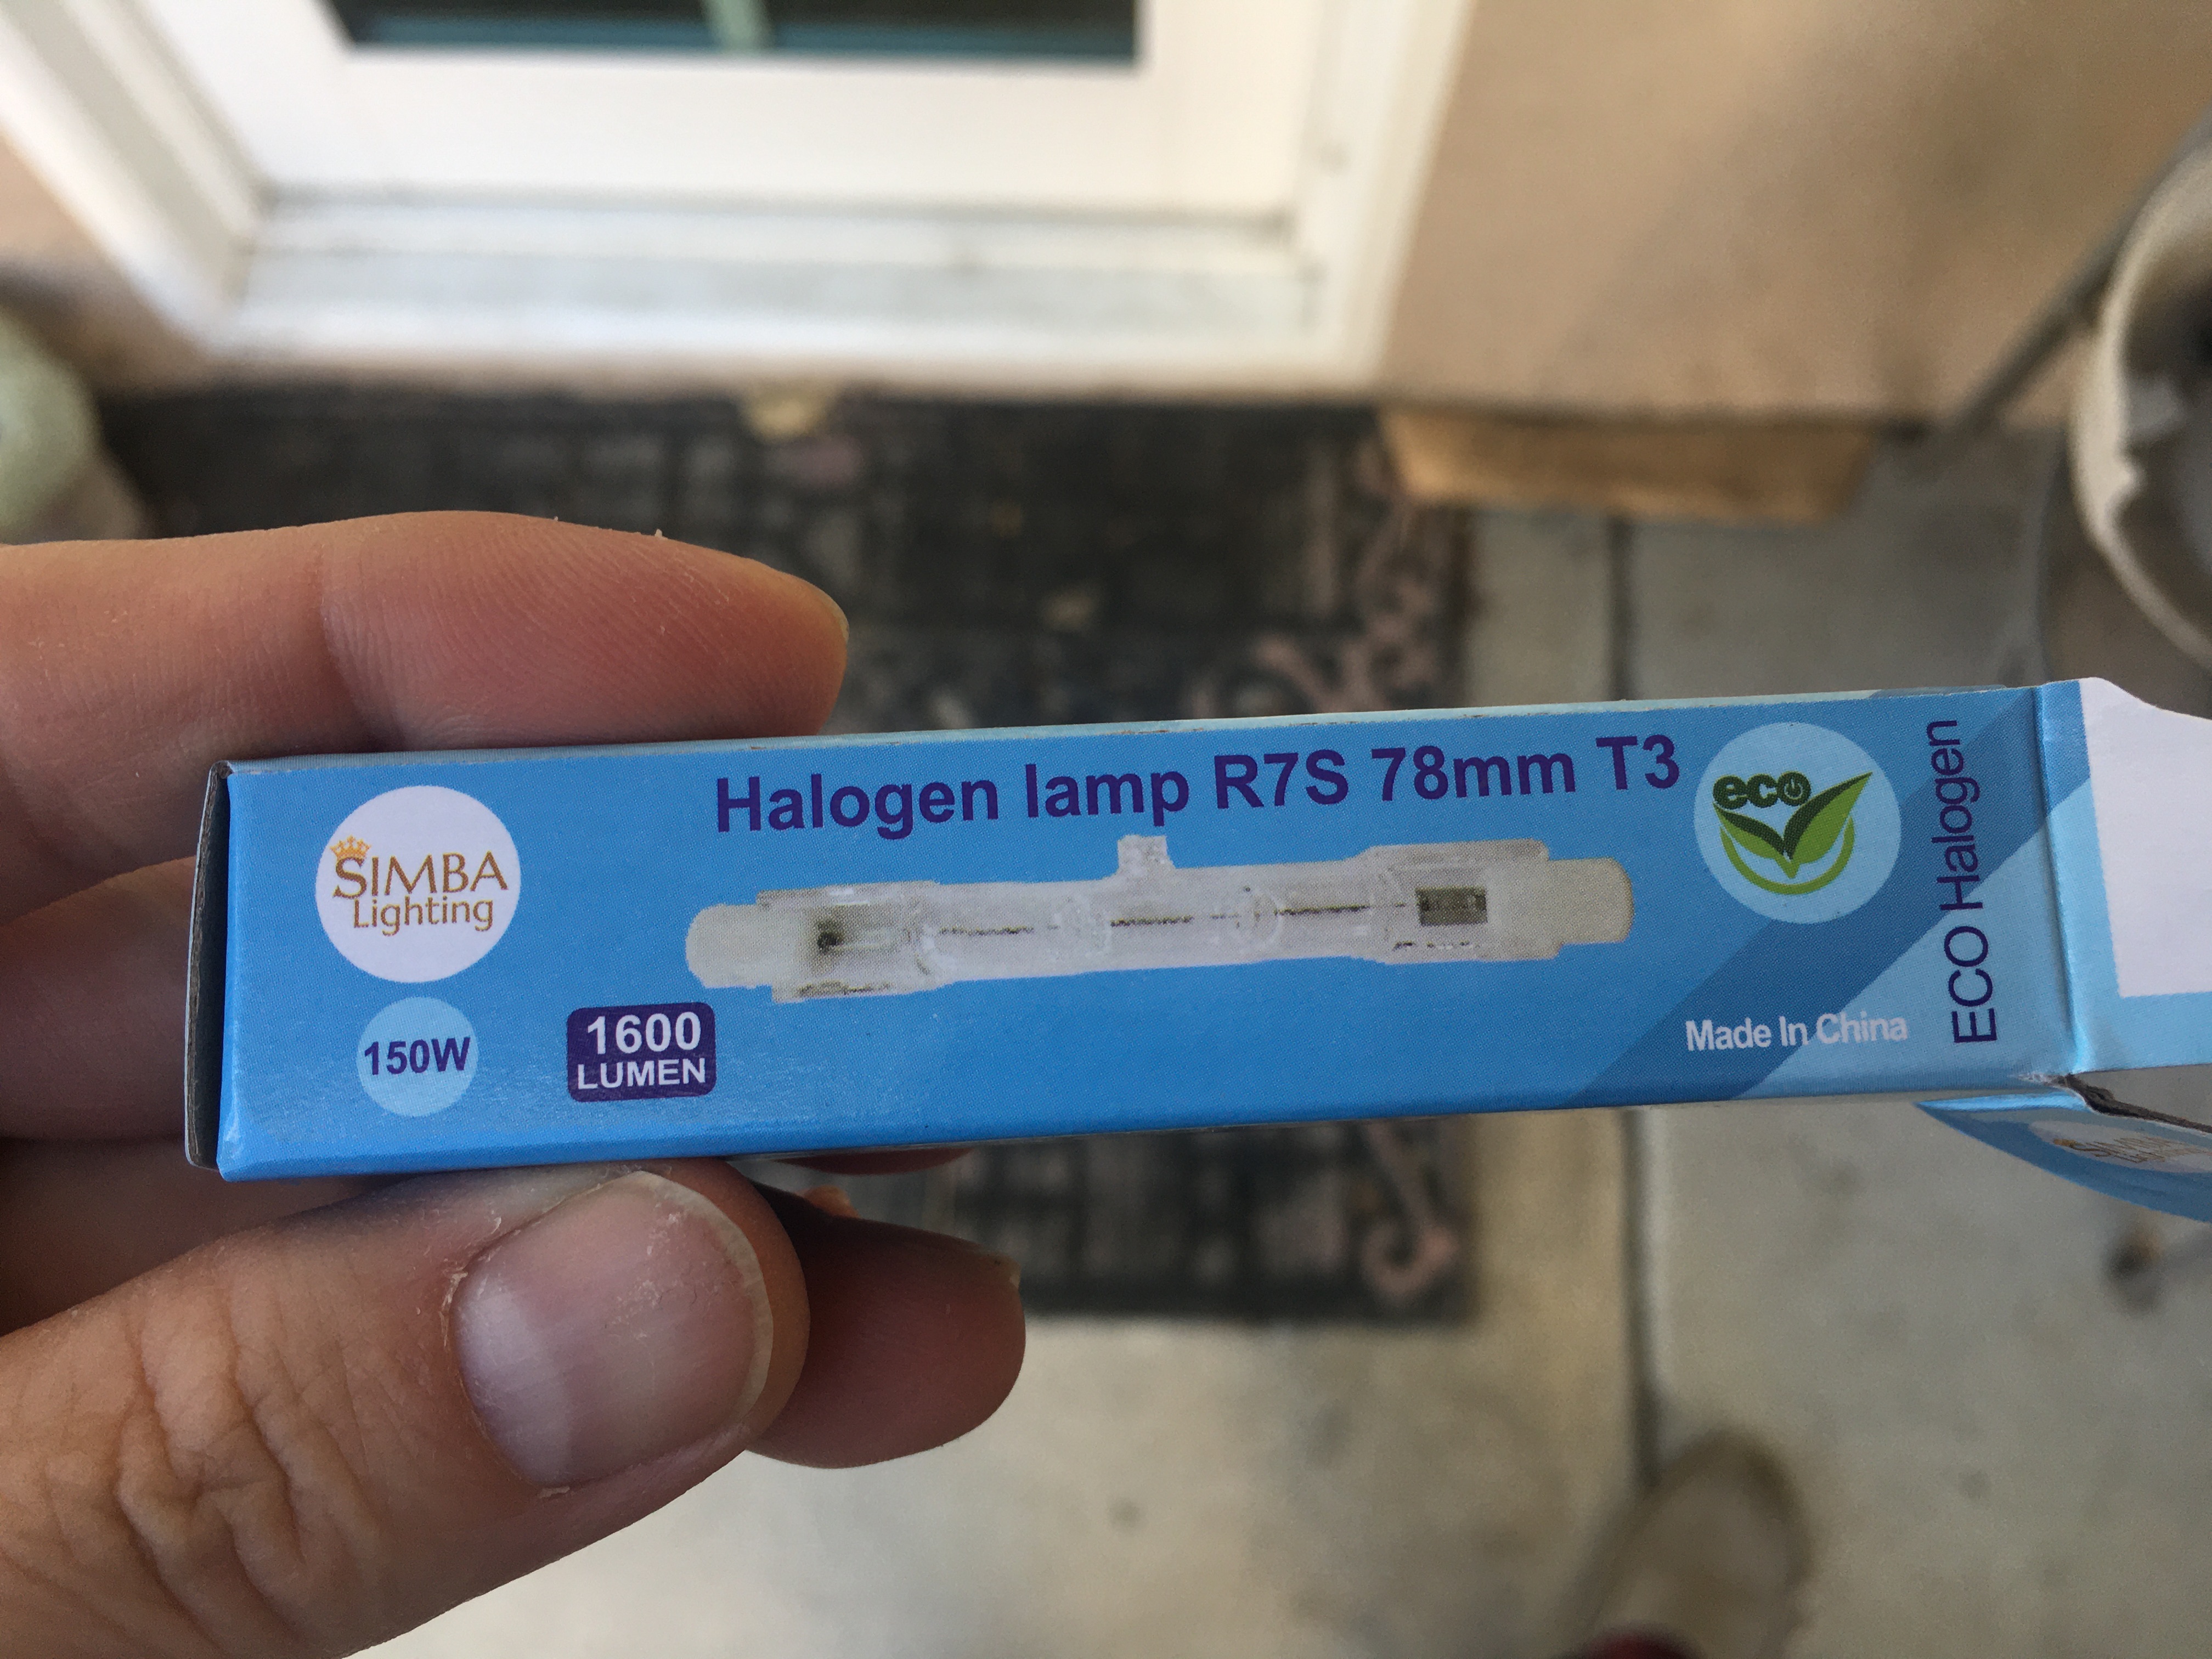 Halogen lamp R7S 78mm T3
SIMBA
Lighting
eco
150W
1600
LUMEN
Made In China
ECO Halogen